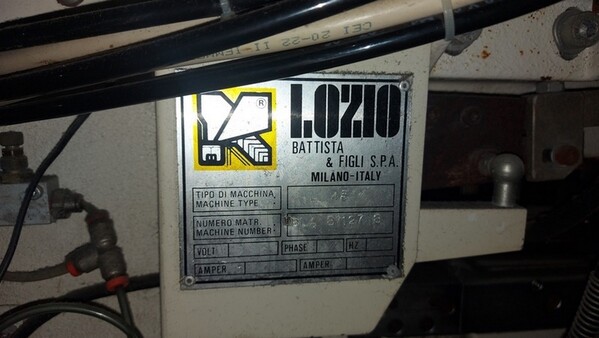 CEI 20-22 II-IEMM
®
LOZIO
BATTISTA
& FIGLI S.P.A.
MILANO-ITALY
TIPO DI MACCHINA
MACHINE TYPE
NUMERO MATR.
MACHINE NUMBER
VOLT PHASE HZ
AMPER AMPER